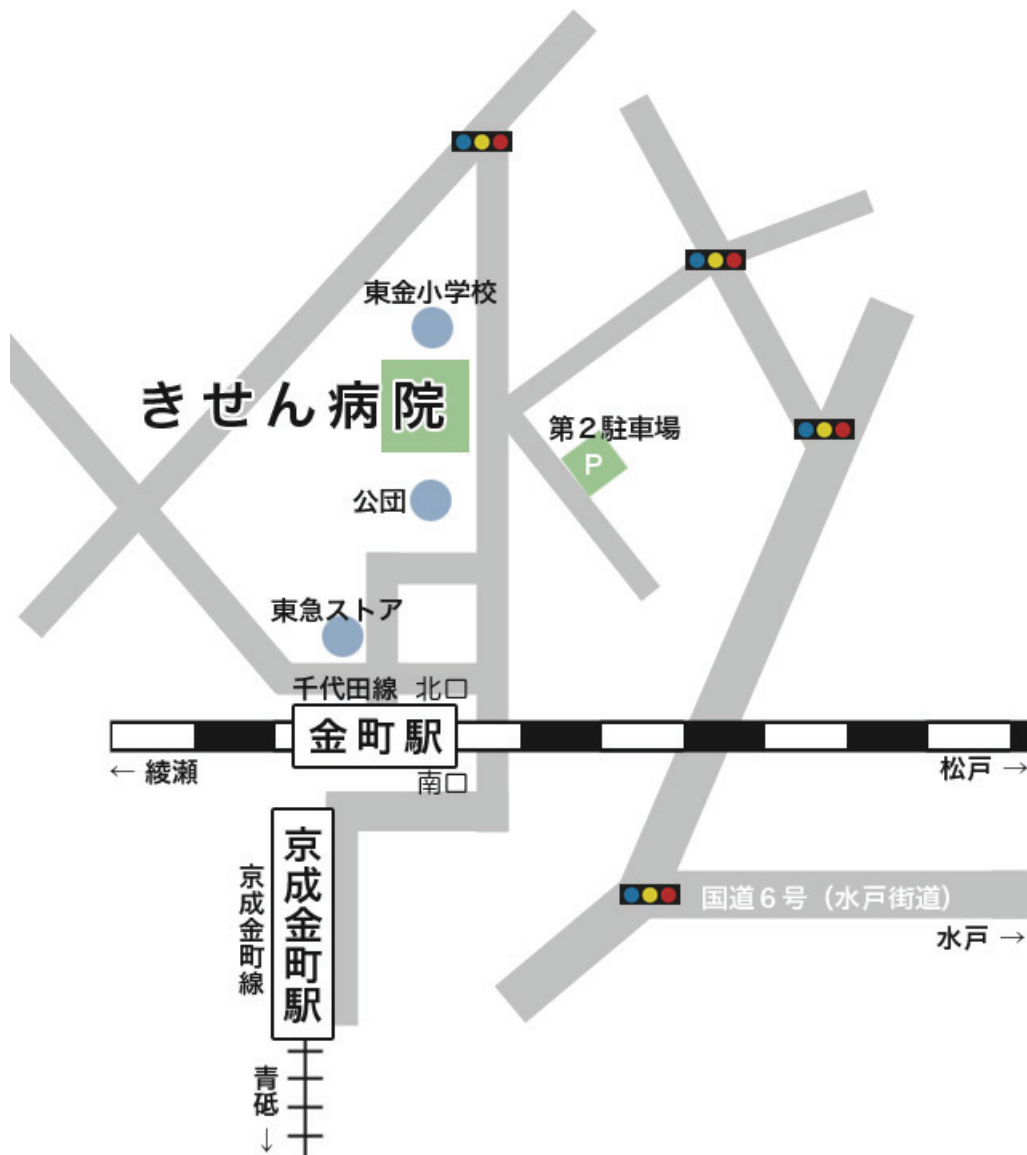 東金小学校
きせん病院
第2駐車場
P
公団
東急ストア
千代田線 北口
金町駅
← 綾瀬
南口
松戸 →
京成金町駅
京成金町線
国道6号（水戸街道）
水戸 →
青砥 ↓